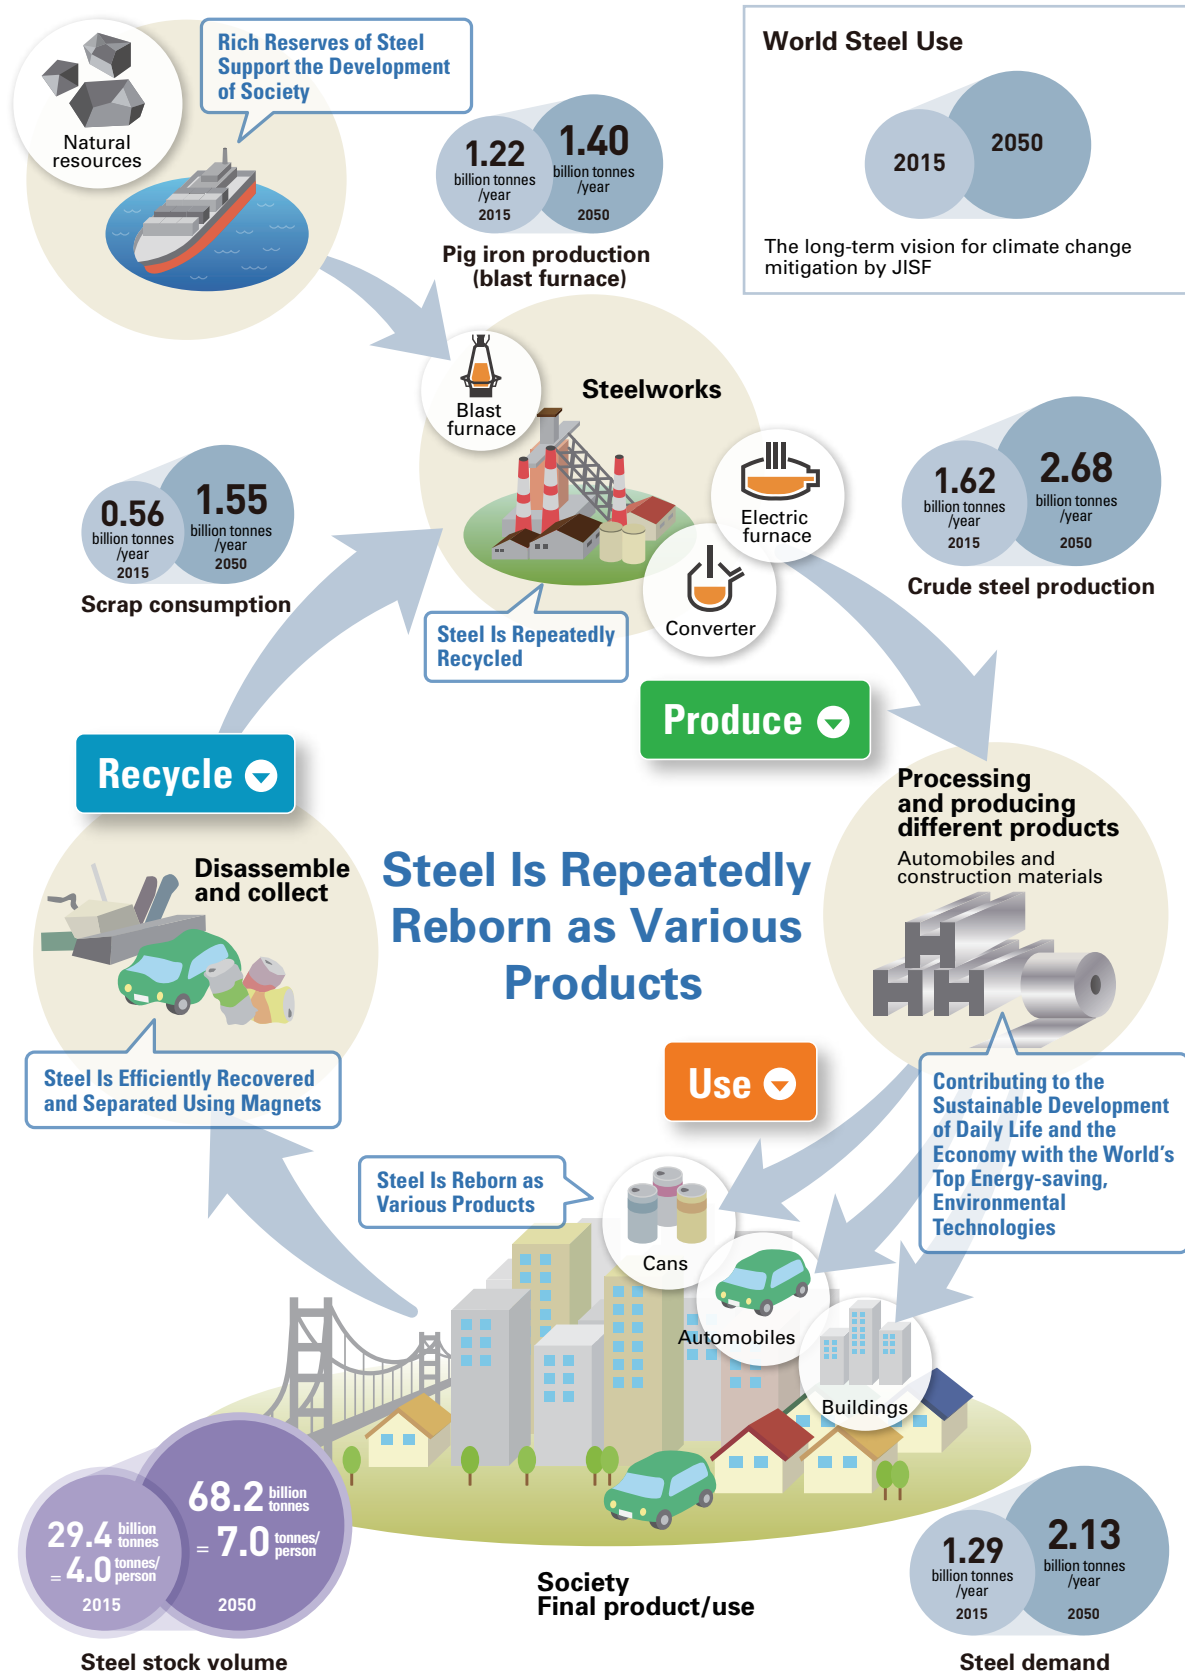 Natural
resources
Rich Reserves of Steel
Support the Development
of Society
World Steel Use
2015
2050
The long-term vision for climate change
mitigation by JISF
1.22
billion tonnes
/year
2015
1.40
billion tonnes
/year
2050
Pig iron production
(blast furnace)
Blast
furnace
Steelworks
Electric
furnace
Converter
0.56
billion tonnes
/year
2015
1.55
billion tonnes
/year
2050
Scrap consumption
1.62
billion tonnes
/year
2015
2.68
billion tonnes
/year
2050
Crude steel production
Steel Is Repeatedly
Recycled
Produce
Recycle
Processing
and producing
different products
Automobiles and
construction materials
Disassemble
and collect
Steel Is Repeatedly
Reborn as Various
Products
Steel Is Efficiently Recovered
and Separated Using Magnets
Use
Contributing to the
Sustainable Development
of Daily Life and the
Economy with the World's
Top Energy-saving,
Environmental
Technologies
Steel Is Reborn as
Various Products
Cans
Automobiles
Buildings
29.4 billion tonnes
= 4.0 tonnes/ person
2015
68.2 billion tonnes
= 7.0 tonnes/ person
2050
Steel stock volume
Society
Final product/use
1.29
billion tonnes
/year
2015
2.13
billion tonnes
/year
2050
Steel demand